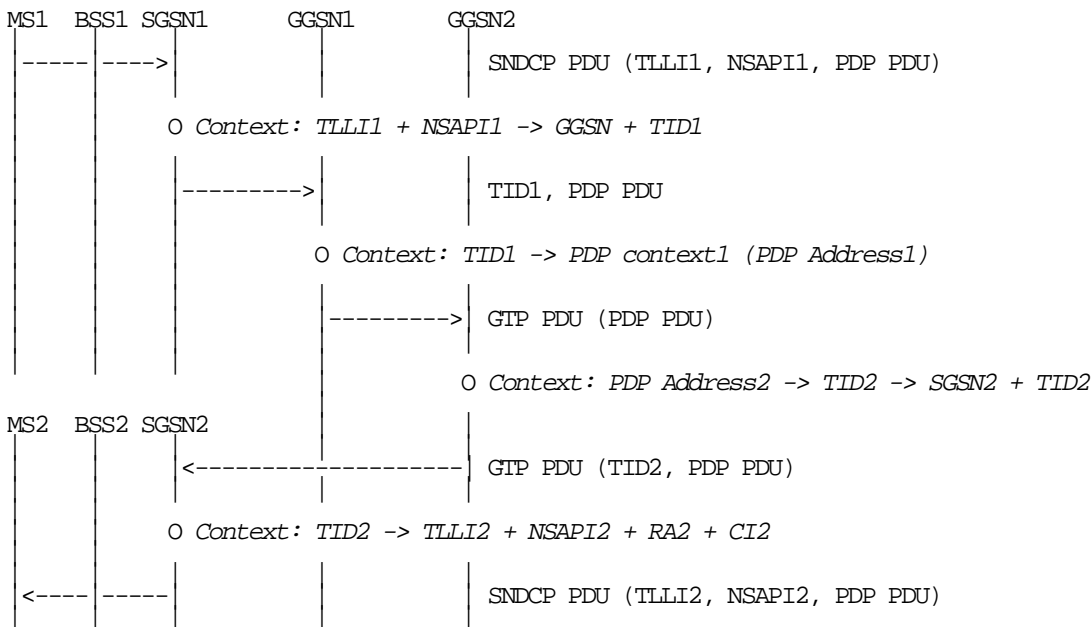 MS1 BSS1 SGSN1 GGSN1 GGSN2
SNDCP PDU (TLLI1, NSAPI1, PDP PDU)
O Context: TLLI1 + NSAPI1 -> GGSN + TID1
TID1, PDP PDU
O Context: TID1 -> PDP context1 (PDP Address1)
GTP PDU (PDP PDU)
O Context: PDP Address2 -> TID2 -> SGSN2 + TID2
MS2 BSS2 SGSN2
GTP PDU (TID2, PDP PDU)
O Context: TID2 -> TLLI2 + NSAPI2 + RA2 + CI2
SNDCP PDU (TLLI2, NSAPI2, PDP PDU)